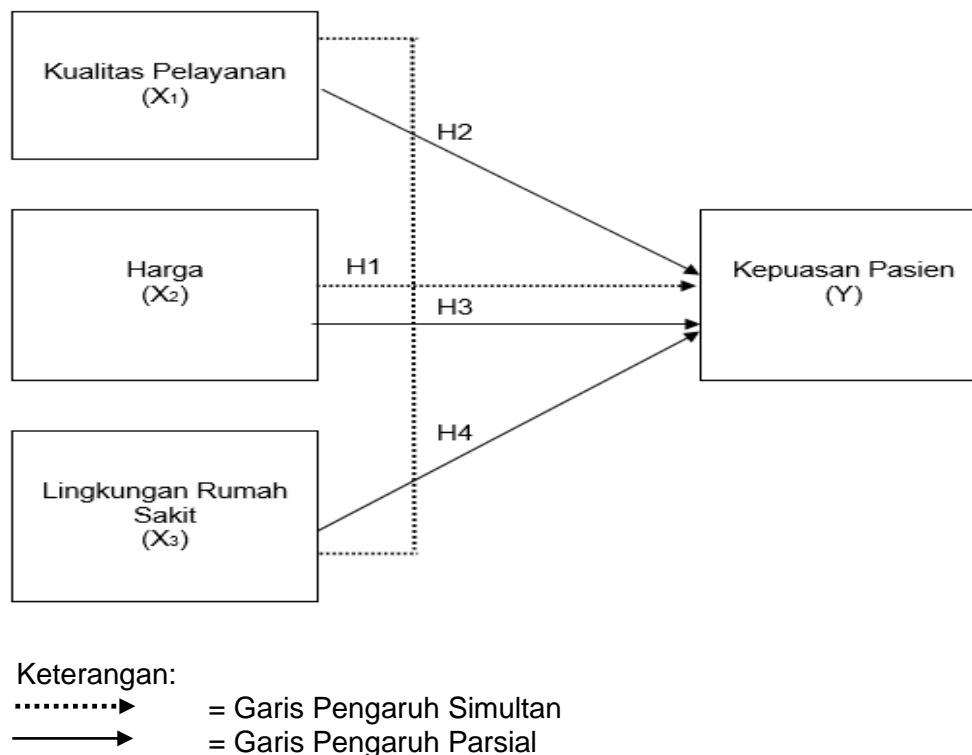 Kualitas Pelayanan
(X₁)
H2
Harga
(X₂)
H1
H3
Kepuasan Pasien
(Y)
H4
Lingkungan Rumah
Sakit
(X₃)
Keterangan:
= Garis Pengaruh Simultan
= Garis Pengaruh Parsial